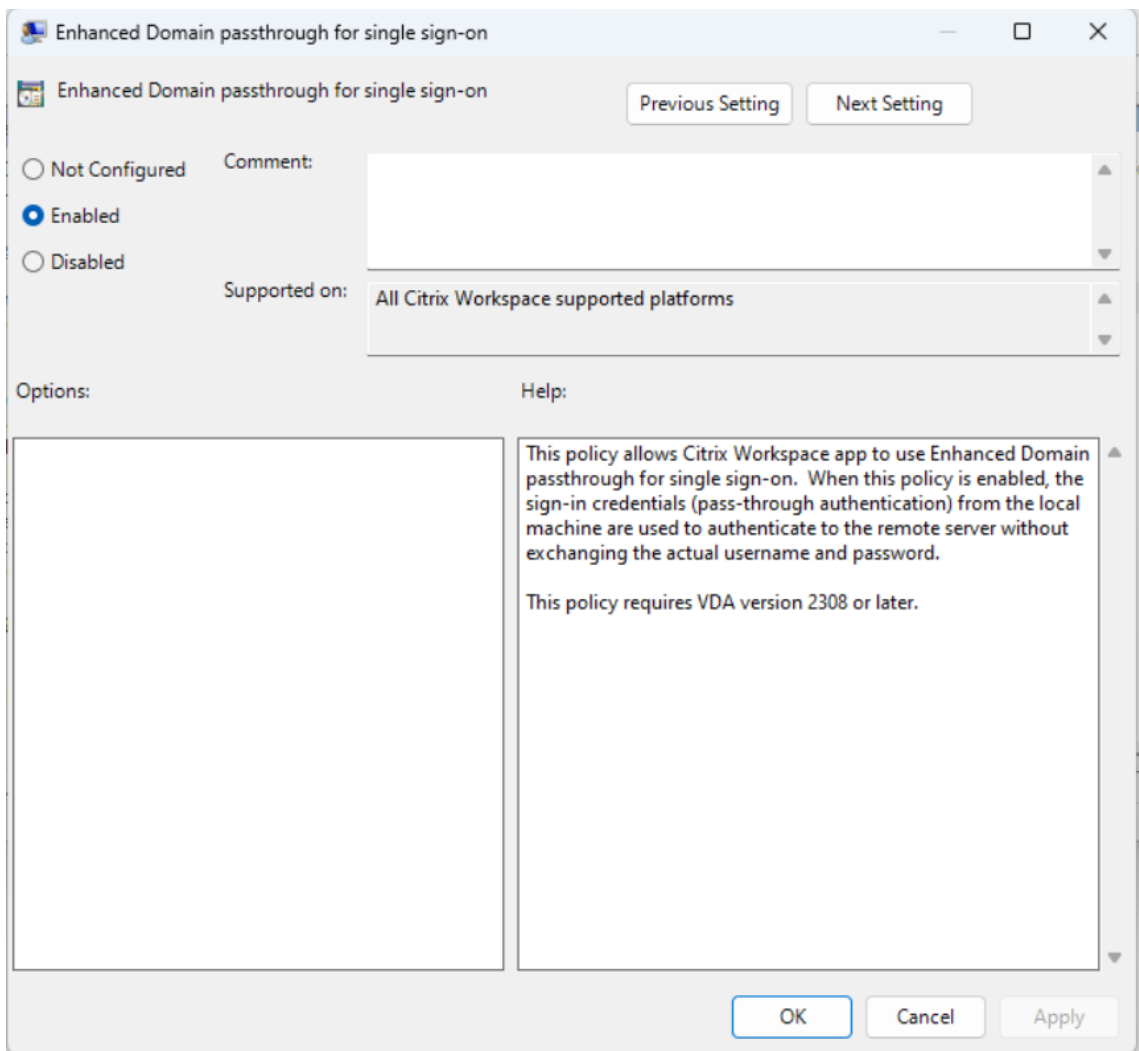 Enhanced Domain passthrough for single sign-on
Enhanced Domain passthrough for single sign-on
Previous Setting
Next Setting
Not Configured
Comment:
Enabled
Disabled
Supported on:
All Citrix Workspace supported platforms
Options:
Help:
This policy allows Citrix Workspace app to use Enhanced Domain
passthrough for single sign-on.  When this policy is enabled, the
sign-in credentials (pass-through authentication) from the local
machine are used to authenticate to the remote server without
exchanging the actual username and password.
This policy requires VDA version 2308 or later.
OK
Cancel
Apply